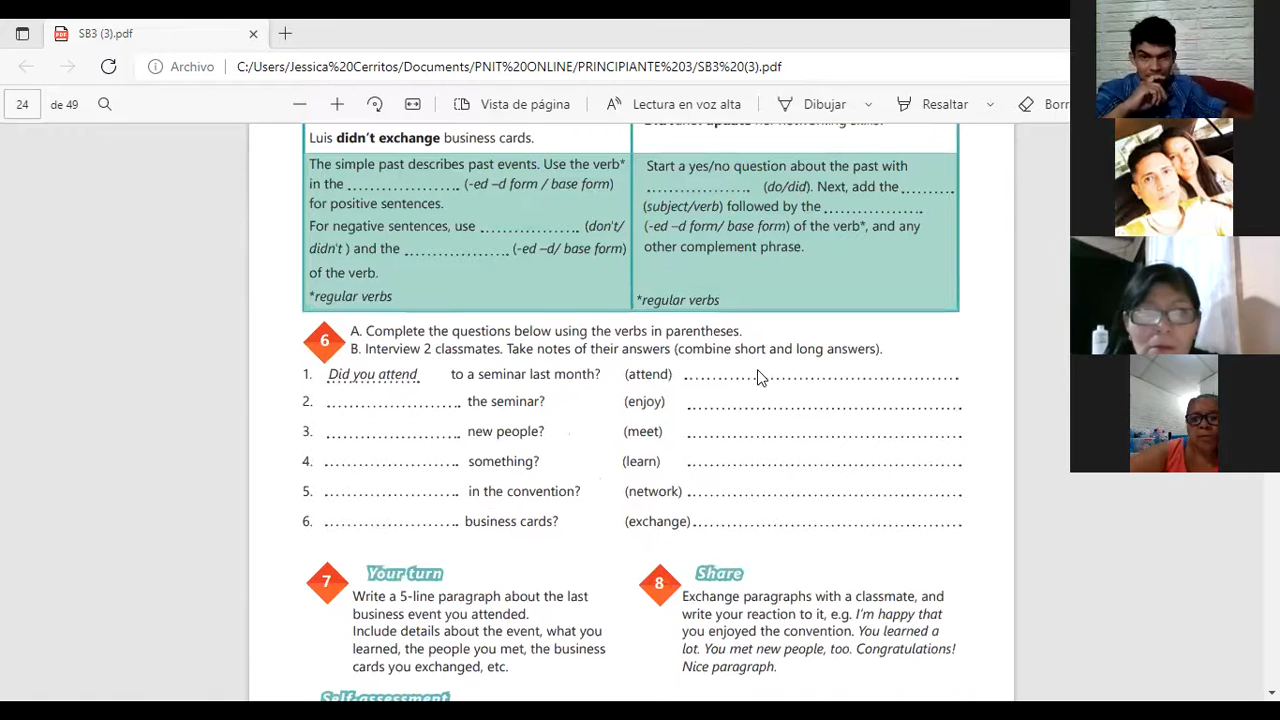 SB3 (3).pdf
Archivo C:/Users/Jessica%20Cerritos/Desktop/INSAFORP%20ONLINE/PRINCIPIANTE%203/SB3%20(3).pdf
24 de 49 Vista de página Lectura en voz alta Dibujar Resaltar Borr
Luis didn't exchange business cards.
The simple past describes past events. Use the verb*
in the .................... (-ed –d form / base form)
for positive sentences.
For negative sentences, use .................... (don't/
didn't ) and the .................... (-ed –d/ base form)
of the verb.
*regular verbs
Start a yes/no question about the past with
.................... (do/did). Next, add the ..........
(subject/verb) followed by the ....................
(-ed –d form/ base form) of the verb*, and any
other complement phrase.
*regular verbs
6
A. Complete the questions below using the verbs in parentheses.
B. Interview 2 classmates. Take notes of their answers (combine short and long answers).
1. Did you attend to a seminar last month? (attend) ........................................
2. .......................... the seminar? (enjoy) ........................................
3. .......................... new people? (meet) ........................................
4. .......................... something? (learn) ........................................
5. .......................... in the convention? (network) ........................................
6. .......................... business cards? (exchange)........................................
7 Your turn
Write a 5-line paragraph about the last
business event you attended.
Include details about the event, what you
learned, the people you met, the business
cards you exchanged, etc.
8 Share
Exchange paragraphs with a classmate, and
write your reaction to it, e.g. I'm happy that
you enjoyed the convention. You learned a
lot. You met new people, too. Congratulations!
Nice paragraph.
Self-assessment